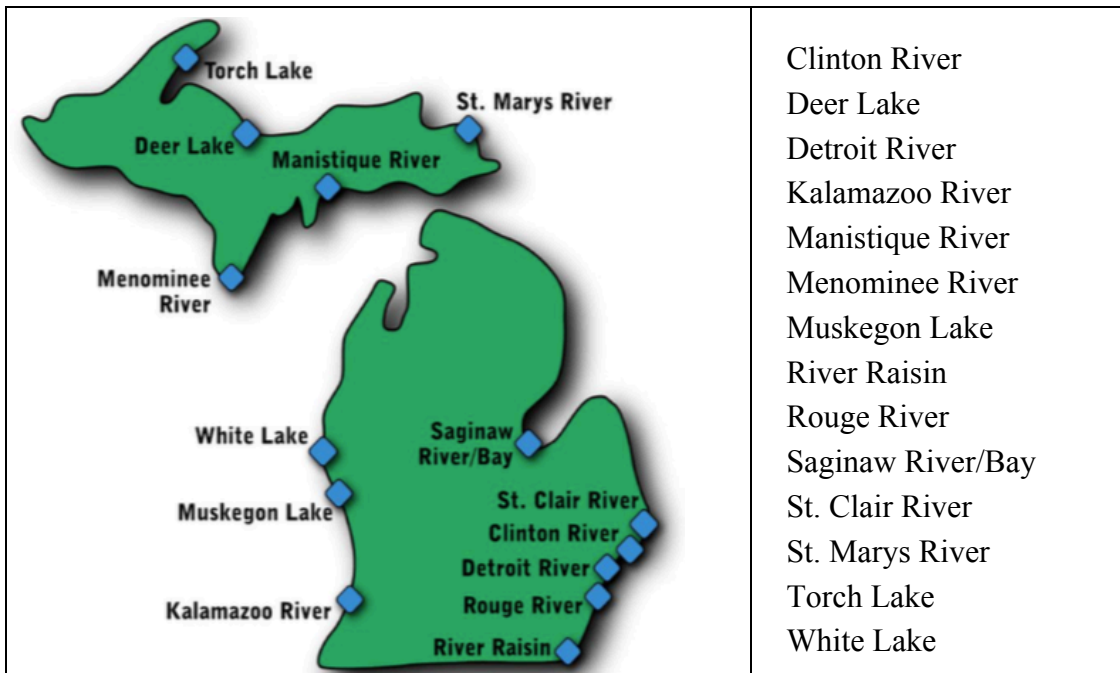 Torch Lake
St. Marys River
Deer Lake
Manistique River
Menominee
River
White Lake
Saginaw
River/Bay
Muskegon Lake
St. Clair River
Clinton River
Detroit River
Kalamazoo River
Rouge River
River Raisin
Clinton River
Deer Lake
Detroit River
Kalamazoo River
Manistique River
Menominee River
Muskegon Lake
River Raisin
Rouge River
Saginaw River/Bay
St. Clair River
St. Marys River
Torch Lake
White Lake